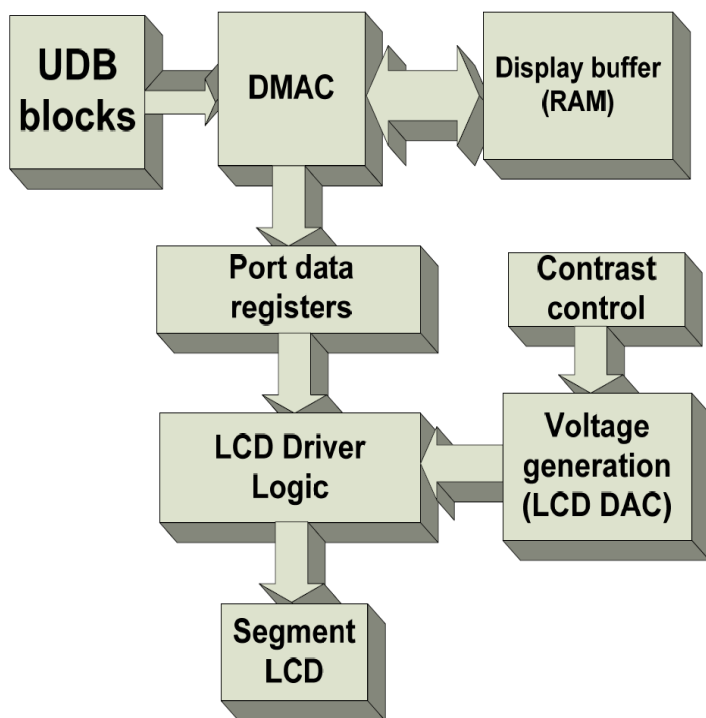 UDB
blocks
DMAC
Display buffer
(RAM)
Port data
registers
Contrast
control
LCD Driver
Logic
Voltage
generation
(LCD DAC)
Segment
LCD